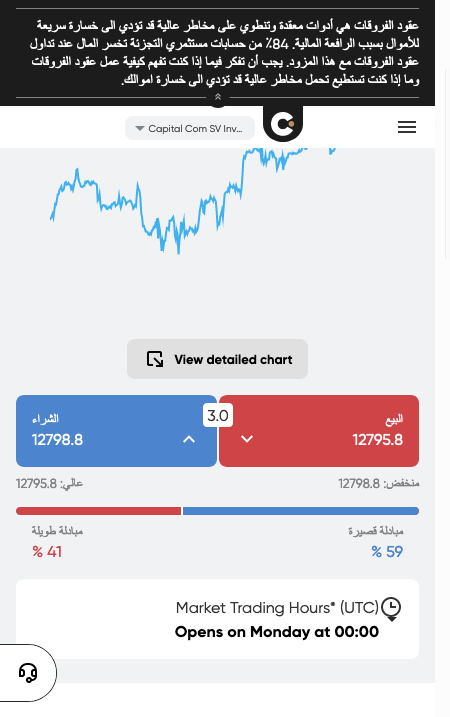 عقود الفروقات هي أدوات معقدة وتنطوي على مخاطر عالية قد تؤدي الى خسارة سريعة
للأموال بسبب الرافعة المالية. 84٪ من حسابات مستثمري التجزئة تخسر المال عند تداول
عقود الفروقات مع هذا المزود. يجب أن تفكر فيما إذا كنت تفهم كيفية عمل عقود الفروقات
وما إذا كنت تستطيع تحمل مخاطر عالية قد تؤدي الى خسارة اموالك.
Capital Com SV Inv...
View detailed chart
البيع
12795.8
3.0
الشراء
12798.8
منخفض: 12798.8
عالي: 12795.8
مبادلة قصيرة
% 59
مبادلة طويلة
% 41
Market Trading Hours* (UTC)
Opens on Monday at 00:00